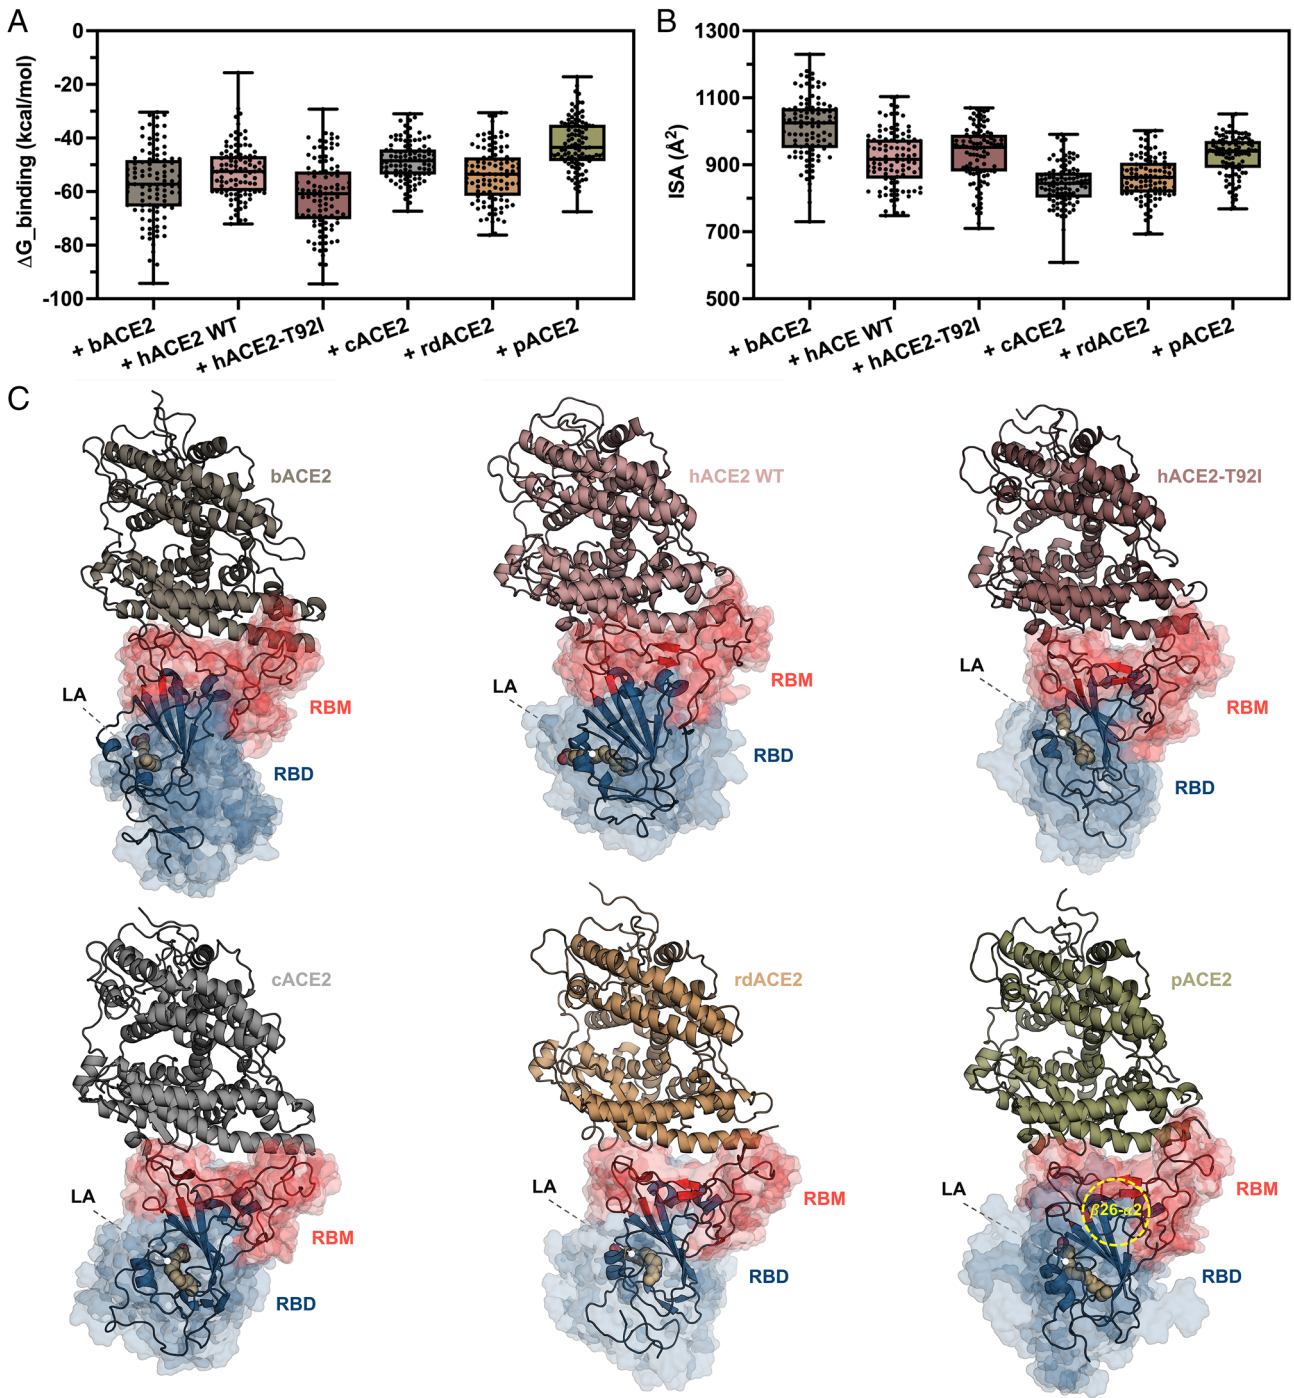 A
ΔG_binding (kcal/mol)
0
-20
-40
-60
-80
-100
+ bACE2
+ hACE2 WT
+ hACE2-T92I
+ cACE2
+ rdACE2
+ pACE2
B
ISA (Å²)
1300
1100
900
700
500
+ bACE2
+ hACE WT
+ hACE2-T92I
+ cACE2
+ rdACE2
+ pACE2
C
bACE2
LA
RBM
RBD
hACE2 WT
LA
RBM
RBD
hACE2-T92I
LA
RBM
RBD
cACE2
LA
RBM
RBD
rdACE2
LA
RBM
RBD
pACE2
LA
β26-α2
RBM
RBD